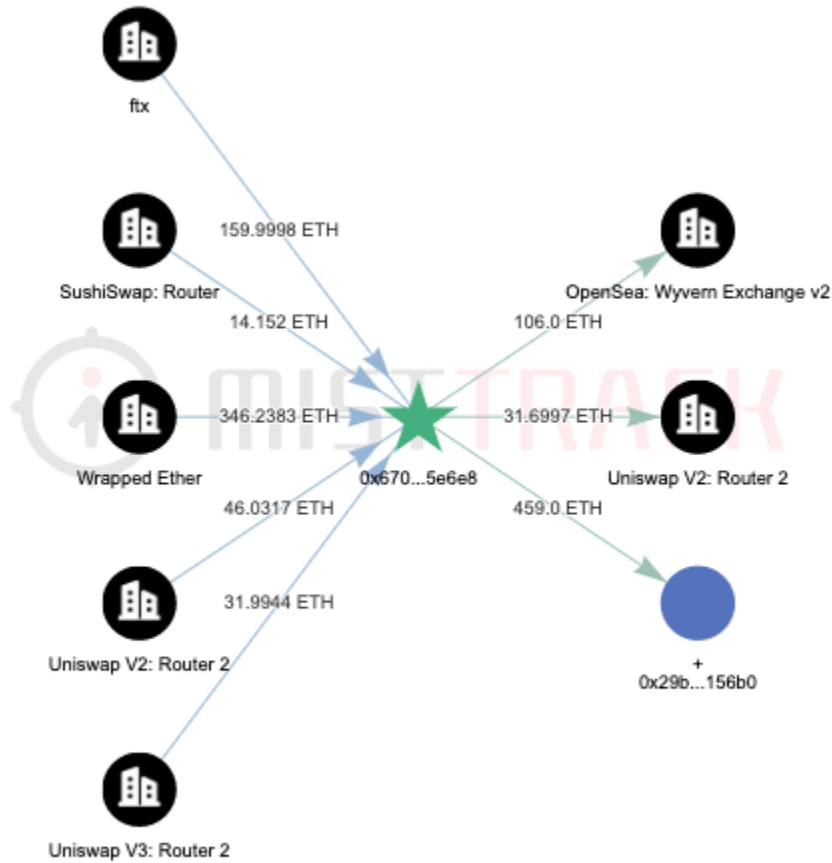 ftx
159.9998 ETH
SushiSwap: Router
OpenSea: Wyvern Exchange v2
14.152 ETH
106.0 ETH
MISTTRACK
346.2383 ETH
31.6997 ETH
Wrapped Ether
0x670...5e6e8
Uniswap V2: Router 2
46.0317 ETH
459.0 ETH
31.9944 ETH
Uniswap V2: Router 2
+
0x29b...156b0
Uniswap V3: Router 2